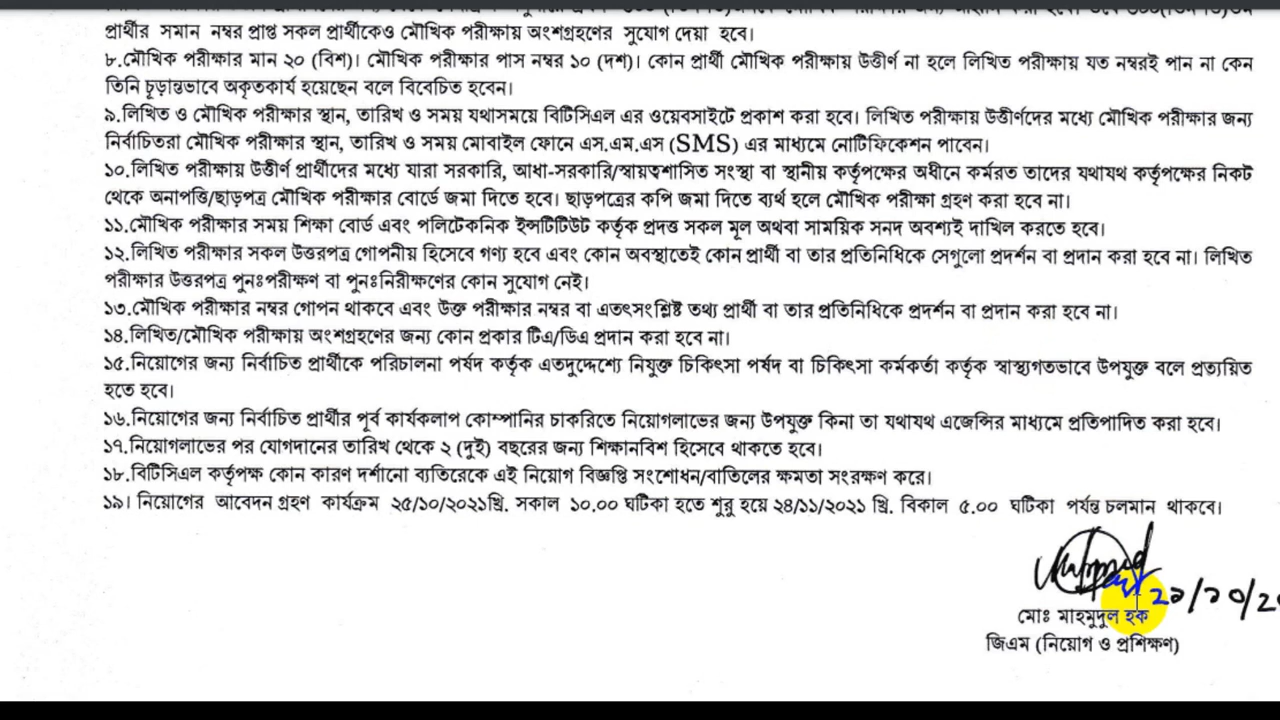 প্রার্থীর সমান নম্বর প্রাপ্ত সকল প্রার্থীকেও মৌখিক পরীক্ষায় অংশগ্রহণের সুযোগ দেয়া হবে।
৮.মৌখিক পরীক্ষার মান ২০ (বিশ)। মৌখিক পরীক্ষার পাস নম্বর ১০ (দশ)। কোন প্রার্থী মৌখিক পরীক্ষায় উত্তীর্ণ না হলে লিখিত পরীক্ষায় যত নম্বরই পান না কেন
তিনি চূড়ান্তভাবে অকৃতকার্য হয়েছেন বলে বিবেচিত হবেন।
৯.লিখিত ও মৌখিক পরীক্ষার স্থান, তারিখ ও সময় যথাসময়ে বিটিসিএল এর ওয়েবসাইটে প্রকাশ করা হবে। লিখিত পরীক্ষায় উত্তীর্ণদের মধ্যে মৌখিক পরীক্ষার জন্য
নির্বাচিতরা মৌখিক পরীক্ষার স্থান, তারিখ ও সময় মোবাইল ফোনে এস.এম.এস (SMS) এর মাধ্যমে নোটিফিকেশন পাবেন।
১০.লিখিত পরীক্ষায় উত্তীর্ণ প্রার্থীদের মধ্যে যারা সরকারি, আধা-সরকারি/স্বায়ত্বশাসিত সংস্থা বা স্থানীয় কর্তৃপক্ষের অধীনে কর্মরত তাদের যথাযথ কর্তৃপক্ষের নিকট
থেকে অনাপত্তি/ছাড়পত্র মৌখিক পরীক্ষার বোর্ডে জমা দিতে হবে। ছাড়পত্রের কপি জমা দিতে ব্যর্থ হলে মৌখিক পরীক্ষা গ্রহণ করা হবে না।
১১.মৌখিক পরীক্ষার সময় শিক্ষা বোর্ড এবং পলিটেকনিক ইন্সটিটিউট কর্তৃক প্রদত্ত সকল মূল অথবা সাময়িক সনদ অবশ্যই দাখিল করতে হবে।
১২.লিখিত পরীক্ষার সকল উত্তরপত্র গোপনীয় হিসেবে গণ্য হবে এবং কোন অবস্থাতেই কোন প্রার্থী বা তার প্রতিনিধিকে সেগুলো প্রদর্শন বা প্রদান করা হবে না। লিখিত
পরীক্ষার উত্তরপত্র পুনঃপরীক্ষণ বা পুনঃনিরীক্ষণের কোন সুযোগ নেই।
১৩.মৌখিক পরীক্ষার নম্বর গোপন থাকবে এবং উক্ত পরীক্ষার নম্বর বা এতৎসংশ্লিষ্ট তথ্য প্রার্থী বা তার প্রতিনিধিকে প্রদর্শন বা প্রদান করা হবে না।
১৪.লিখিত/মৌখিক পরীক্ষায় অংশগ্রহণের জন্য কোন প্রকার টিএ/ডিএ প্রদান করা হবে না।
১৫.নিয়োগের জন্য নির্বাচিত প্রার্থীকে পরিচালনা পর্ষদ কর্তৃক এতদুদ্দেশ্যে নিযুক্ত চিকিৎসা পর্ষদ বা চিকিৎসা কর্মকর্তা কর্তৃক স্বাস্থ্যগতভাবে উপযুক্ত বলে প্রত্যয়িত
হতে হবে।
১৬.নিয়োগের জন্য নির্বাচিত প্রার্থীর পূর্ব কার্যকলাপ কোম্পানির চাকরিতে নিয়োগলাভের জন্য উপযুক্ত কিনা তা যথাযথ এজেন্সির মাধ্যমে প্রতিপাদিত করা হবে।
১৭.নিয়োগলাভের পর যোগদানের তারিখ থেকে ২ (দুই) বছরের জন্য শিক্ষানবিশ হিসেবে থাকতে হবে।
১৮.বিটিসিএল কর্তৃপক্ষ কোন কারণ দর্শানো ব্যতিরেকে এই নিয়োগ বিজ্ঞপ্তি সংশোধন/বাতিলের ক্ষমতা সংরক্ষণ করে।
১৯। নিয়োগের আবেদন গ্রহণ কার্যক্রম ২৫/১০/২০২১খ্রি. সকাল ১০.০০ ঘটিকা হতে শুরু হয়ে ২৪/১১/২০২১ খ্রি. বিকাল ৫.০০ ঘটিকা পর্যন্ত চলমান থাকবে।
মোঃ মাহমুদুল হক
জিএম (নিয়োগ ও প্রশিক্ষণ)